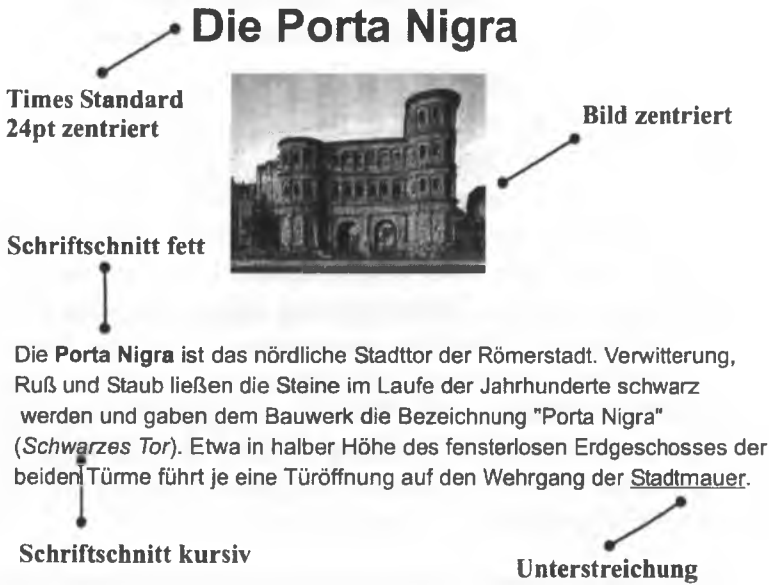 Die Porta Nigra
Times Standard
24pt zentriert
Bild zentriert
Schriftschnitt fett
Die Porta Nigra ist das nördliche Stadttor der Römerstadt. Verwitterung,
Ruß und Staub ließen die Steine im Laufe der Jahrhunderte schwarz
werden und gaben dem Bauwerk die Bezeichnung "Porta Nigra"
(Schwarzes Tor). Etwa in halber Höhe des fensterlosen Erdgeschosses der
beiden Türme führt je eine Türöffnung auf den Wehrgang der Stadtmauer.
Schriftschnitt kursiv
Unterstreichung